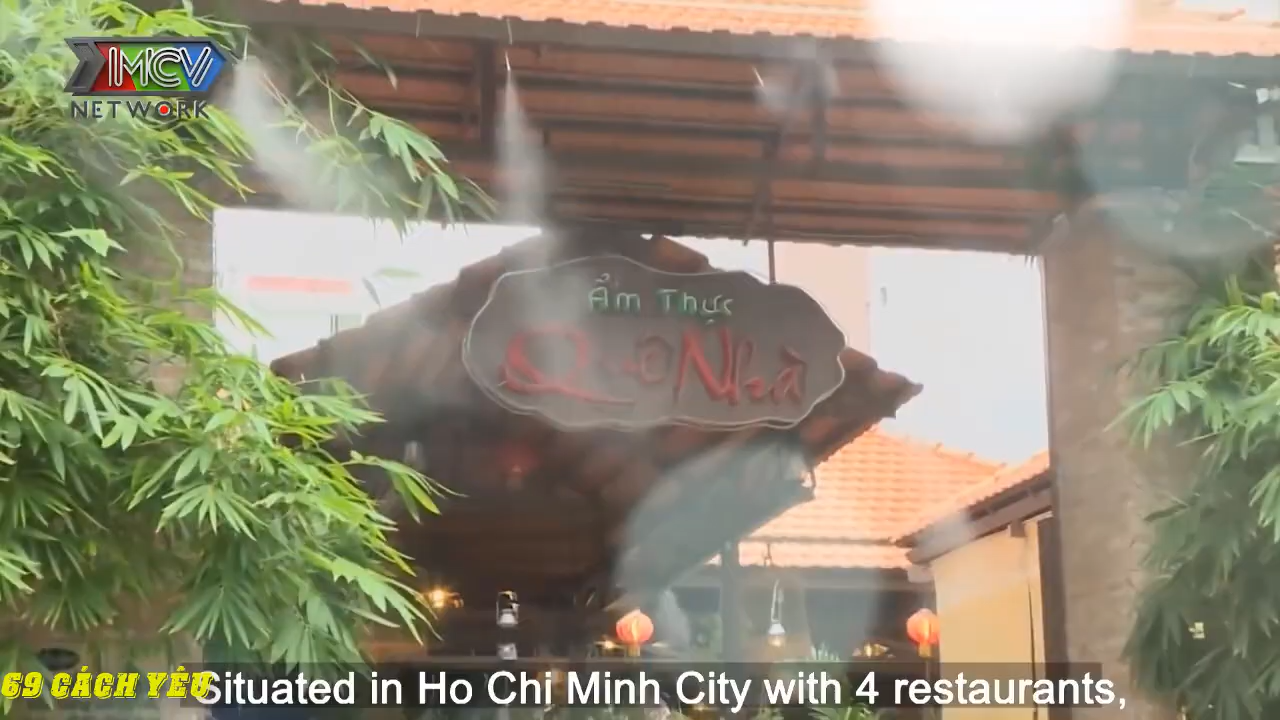 MCV
NETWORK
Ẩm Thực
Quê Nhà
69 CÁCH YÊU
Situated in Ho Chi Minh City with 4 restaurants,